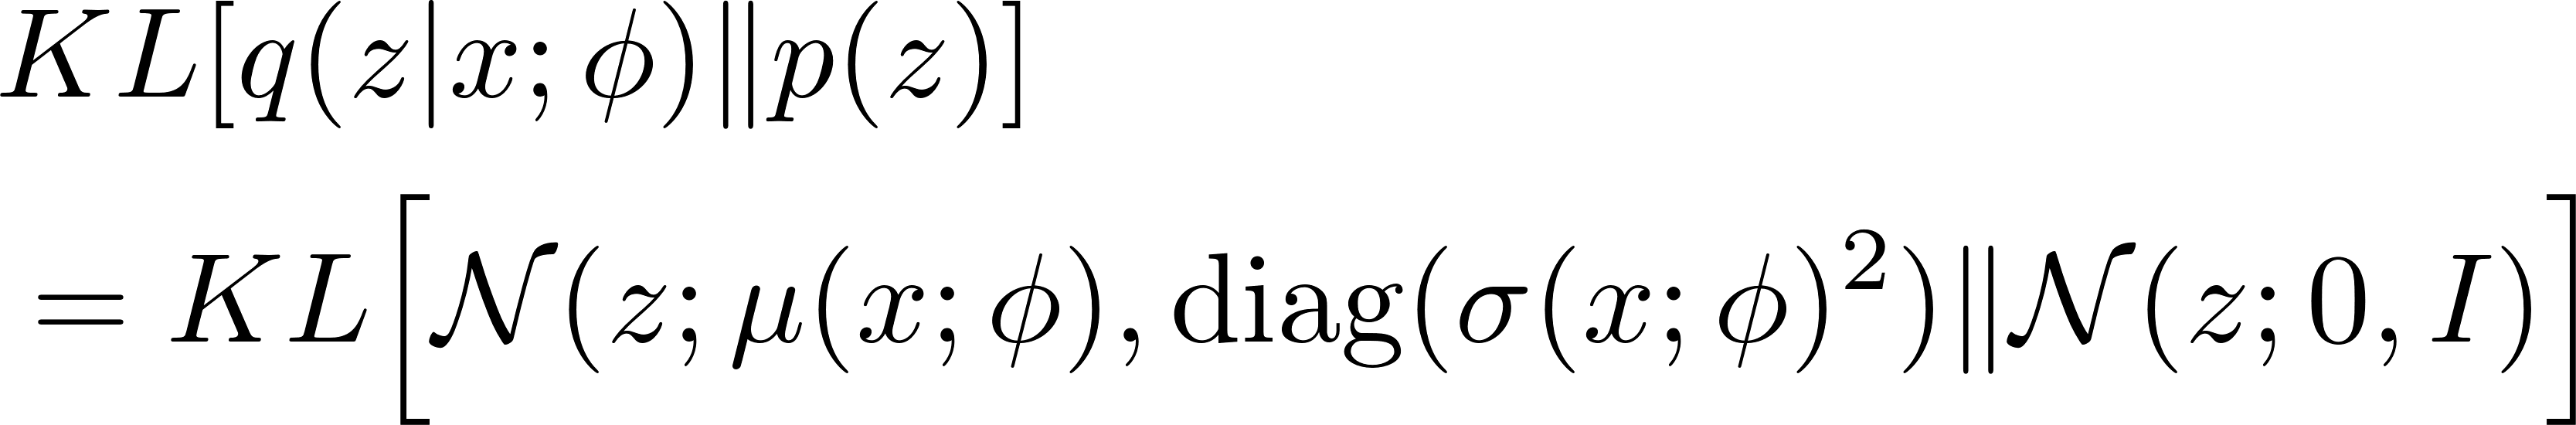 KL[q(z|x; ϕ)∥p(z)]
= KL[𝒩(z; μ(x; ϕ), diag(σ(x; ϕ)²)∥𝒩(z; 0, I)]